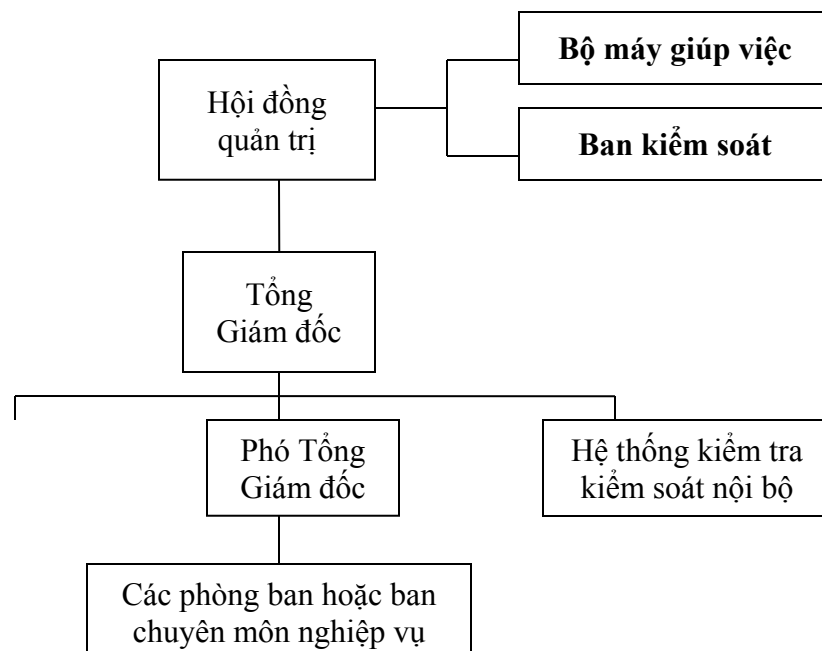 Bộ máy giúp việc
Hội đồng
quản trị
Ban kiểm soát
Tổng
Giám đốc
Phó Tổng
Giám đốc
Hệ thống kiểm tra
kiểm soát nội bộ
Các phòng ban hoặc ban
chuyên môn nghiệp vụ